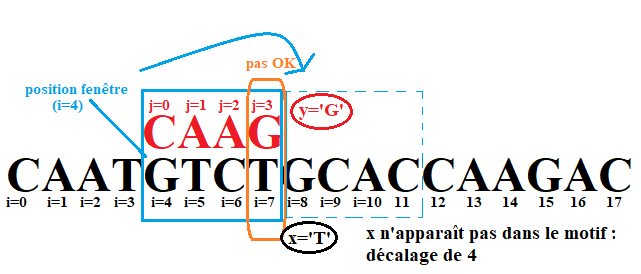 pas OK
position fenêtre
(i=4)
j=0 j=1 j=2 j=3
y='G'
CAAG
CAATGTCTGCACCAAGAC
i=0 i=1 i=2 i=3 i=4 i=5 i=6 i=7 i=8 i=9 i=10 11 12 13 14 15 16 17
x='T'
x n'apparaît pas dans le motif :
décalage de 4